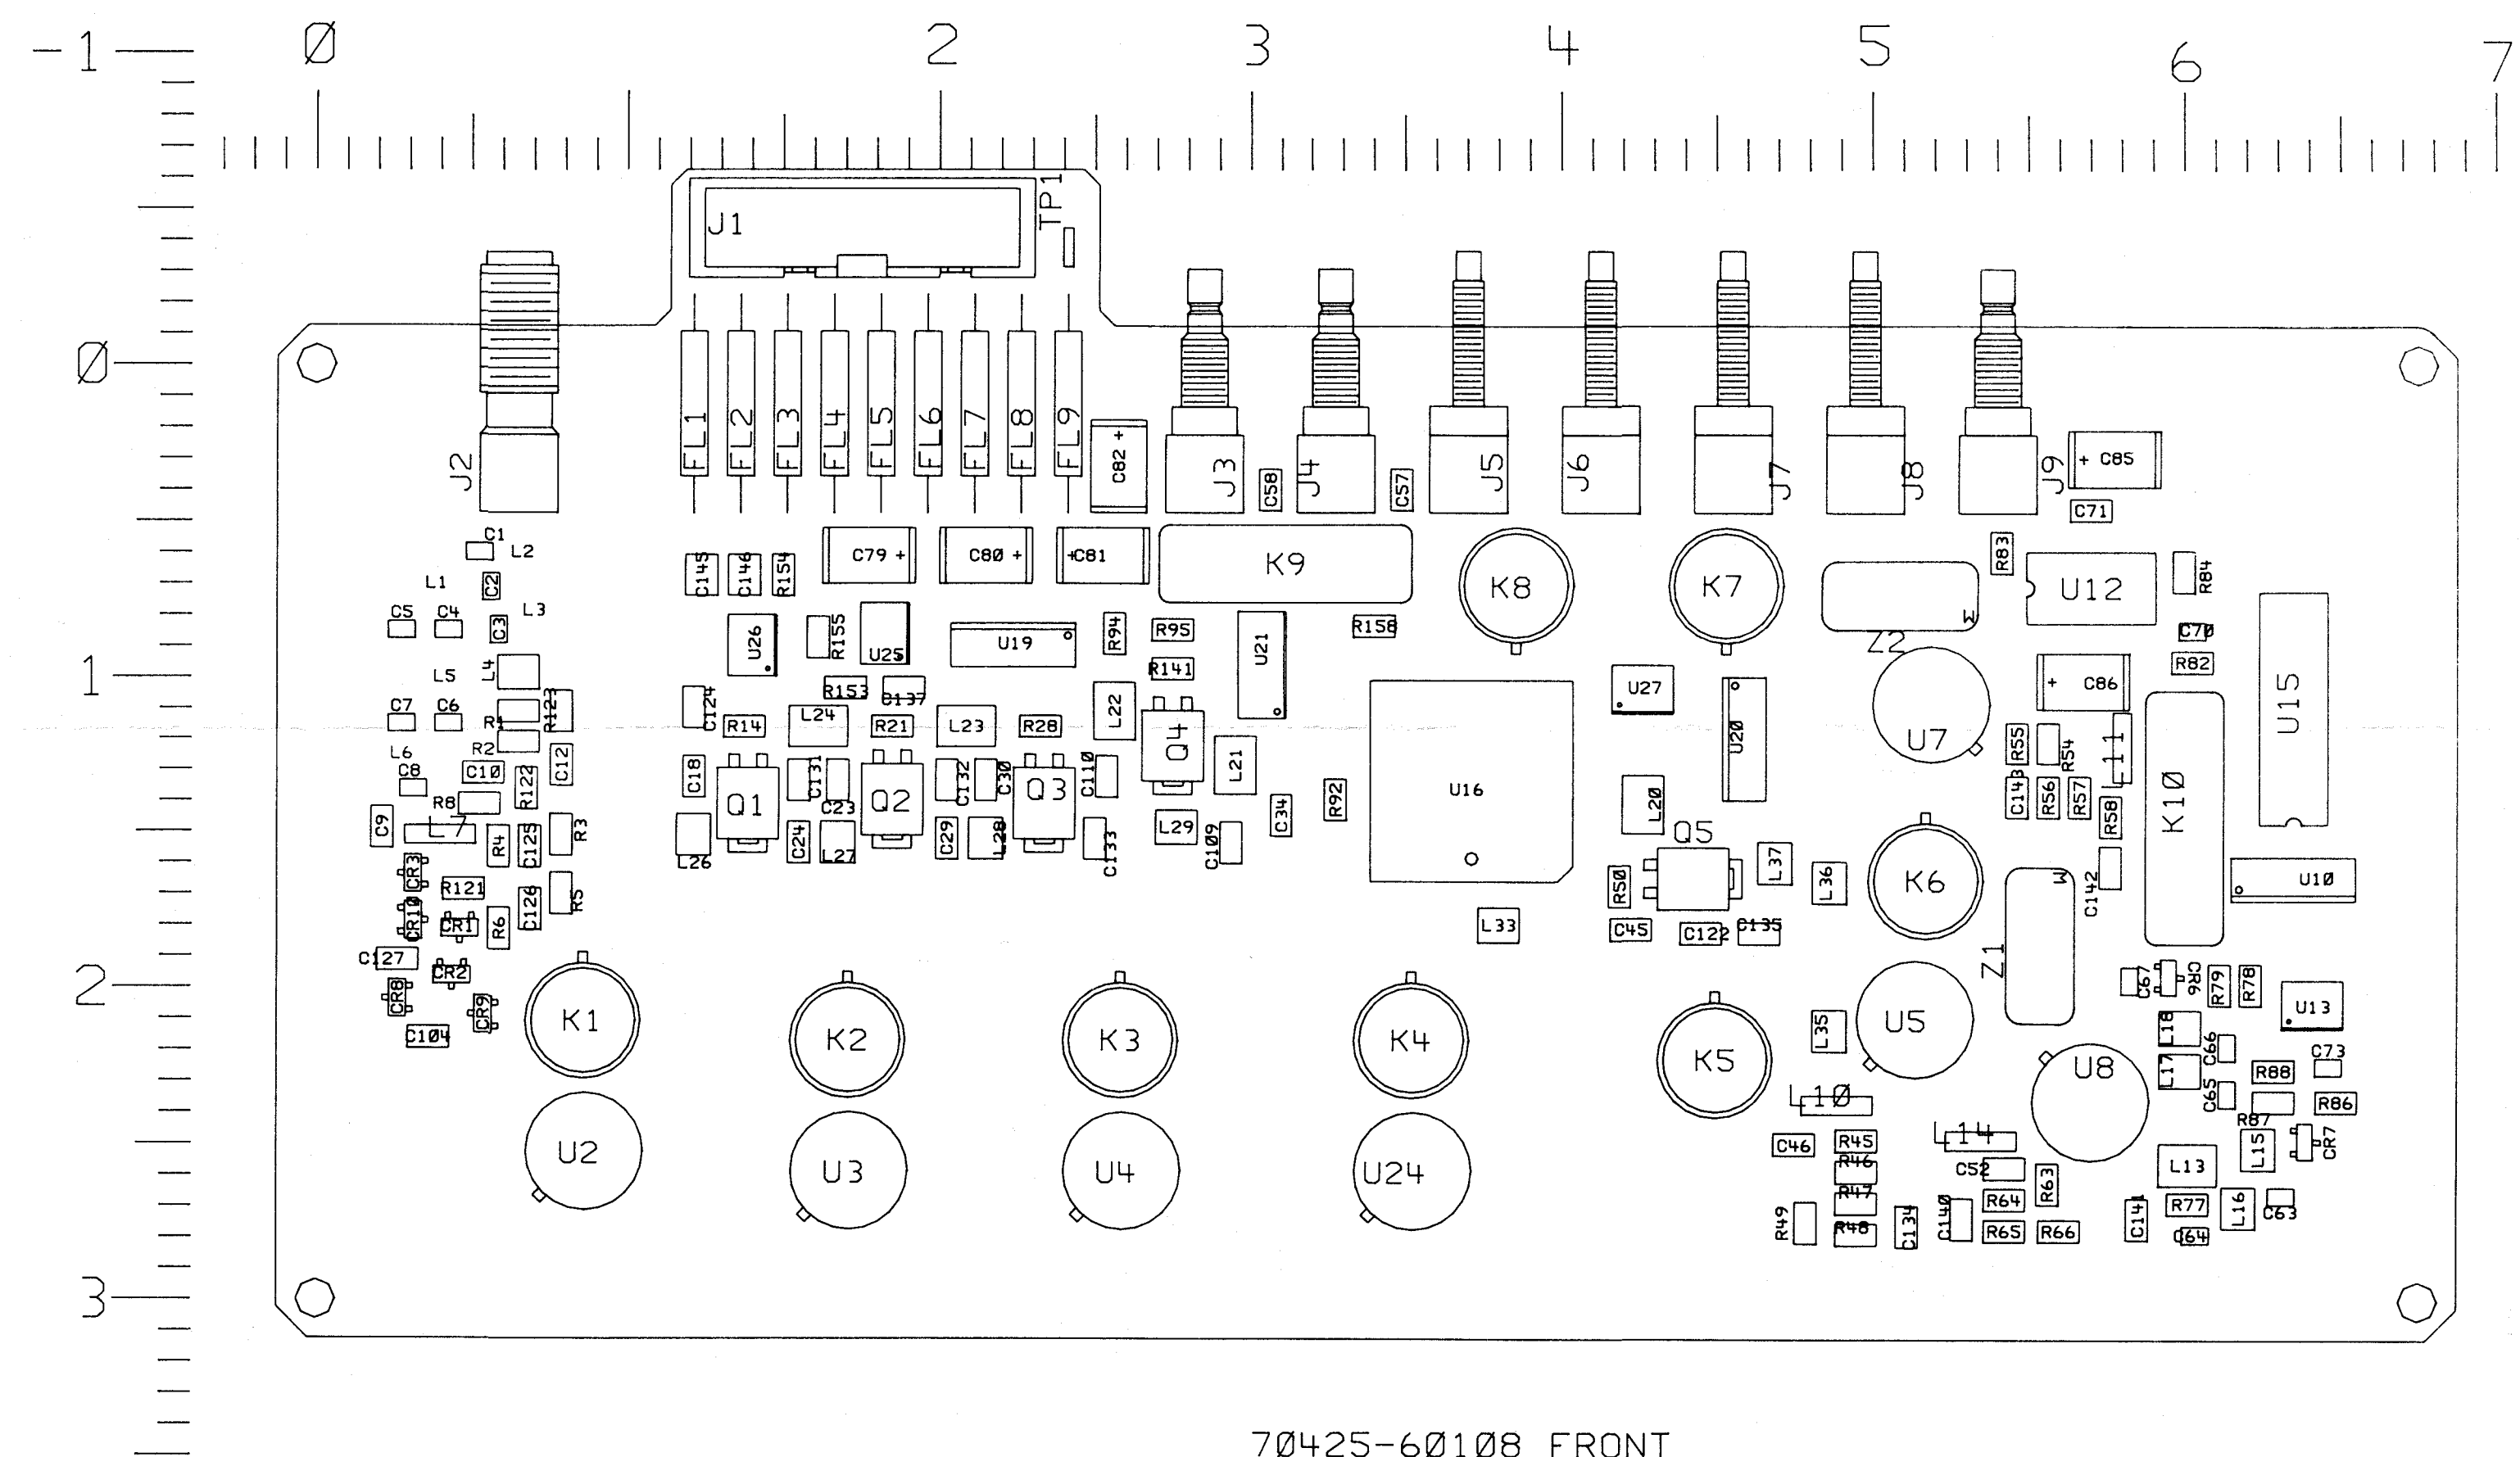 -1 0 2 3 4 5 6 7
J1 TP1
0
FL1 FL2 FL3 FL4 FL5 FL6 FL7 FL8 FL9
J2 C82 + J3 C58 J4 C57 J5 J6 J7 J8 J9 + C85
C71
C1 L2
C145 C146 R154 C79 + C80 + +C81 K9 K8 K7 R83 U12 R84
L1 C2
C5 C4 L3
C3 U26 R155 U25 U19 R94 R95 U21 R158 Z2 C70
R141 R82
1
L5 L4 R153 C137 U27 + C86 U15
C7 C6 R1 R123 C124 R14 L24 R21 L23 R28 L22 Q4 U20 U7 R55 R54 L11
R2
L6 C10 C12 C18 C131 C132 C30 C110 L21
C8 R122 Q1 C23 Q2 Q3 R92 U16 L20 C143 R56 R57 K10
R8 C34 R58
C9 L7 R4 C125 R3 L26 C24 L27 C29 L28 C133 L29 C109 Q5
CR3 R121 L37 L36 K6 C142 U10
R5 R50
CR10 CR1 R6 C126 L33 C45 C122 C135
C127 CR2 Z1
2
CR8 CR9 C67 CR6 R79 R78
C104 K1 K2 K3 K4 K5 L35 U5 L18 C66 U13
U8 L17 C73
R88
L10 C65 R86
R87
U2 U3 U4 U24 C46 R45 L14 L15 CR7
R46 C52 R63 L13
R47 R64 R77 L16 C63
R49 R48 C134 C140 R65 R66 C141 C64
3
70425-60108 FRONT